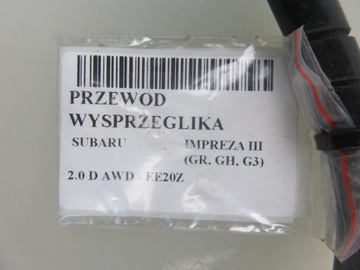 PRZEWOD
WYSPRZEGLIKA
SUBARU IMPREZA III
(GR, GH, G3)
2.0 D AWD - EE20Z